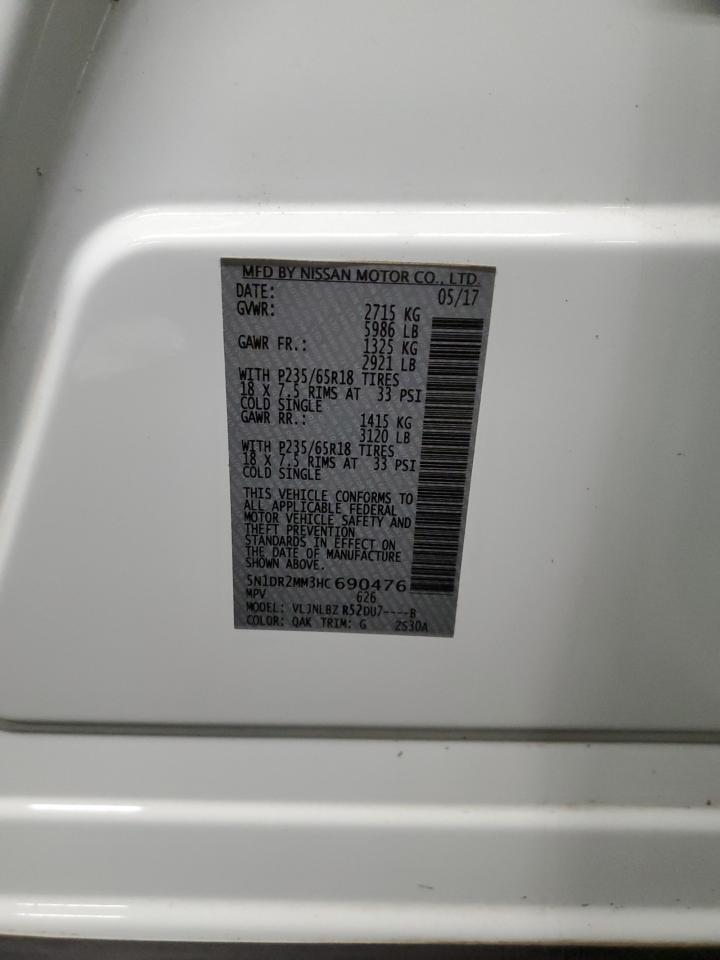 MFD BY NISSAN MOTOR CO., LTD.
DATE: 05/17
GVWR: 2715 KG
5986 LB
GAWR FR.: 1325 KG
2921 LB
WITH P235/65R18 TIRES
18 X 7.5 RIMS AT 33 PSI
COLD SINGLE
GAWR RR.: 1415 KG
3120 LB
WITH P235/65R18 TIRES
18 X 7.5 RIMS AT 33 PSI
COLD SINGLE
THIS VEHICLE CONFORMS TO
ALL APPLICABLE FEDERAL
MOTOR VEHICLE SAFETY AND
THEFT PREVENTION
STANDARDS IN EFFECT ON
THE DATE OF MANUFACTURE
SHOWN ABOVE.
5N1DR2MM3HC690476
MPV 626
MODEL: VLJNLBZ R52DU7----B
COLOR: QAK TRIM: G 2S30A